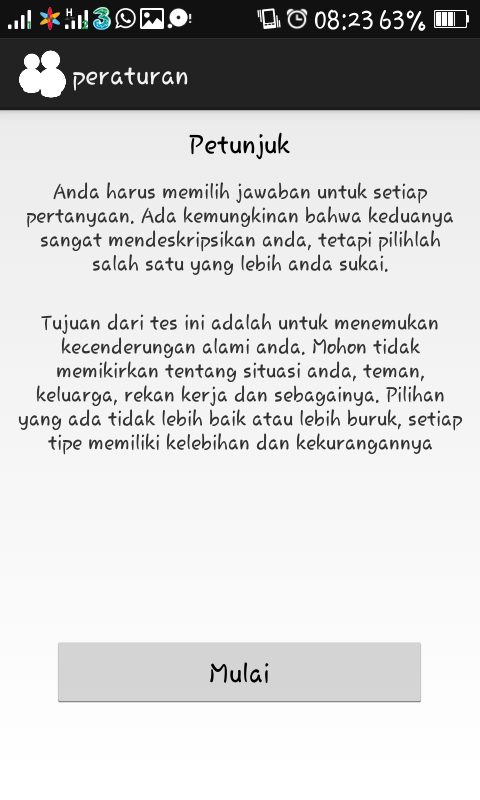 08:23 63%
peraturan
Petunjuk
Anda harus memilih jawaban untuk setiap
pertanyaan. Ada kemungkinan bahwa keduanya
sangat mendeskripsikan anda, tetapi pilihlah
salah satu yang lebih anda sukai.
Tujuan dari tes ini adalah untuk menemukan
kecenderungan alami anda. Mohon tidak
memikirkan tentang situasi anda, teman,
keluarga, rekan kerja dan sebagainya. Pilihan
yang ada tidak lebih baik atau lebih buruk, setiap
tipe memiliki kelebihan dan kekurangannya
Mulai